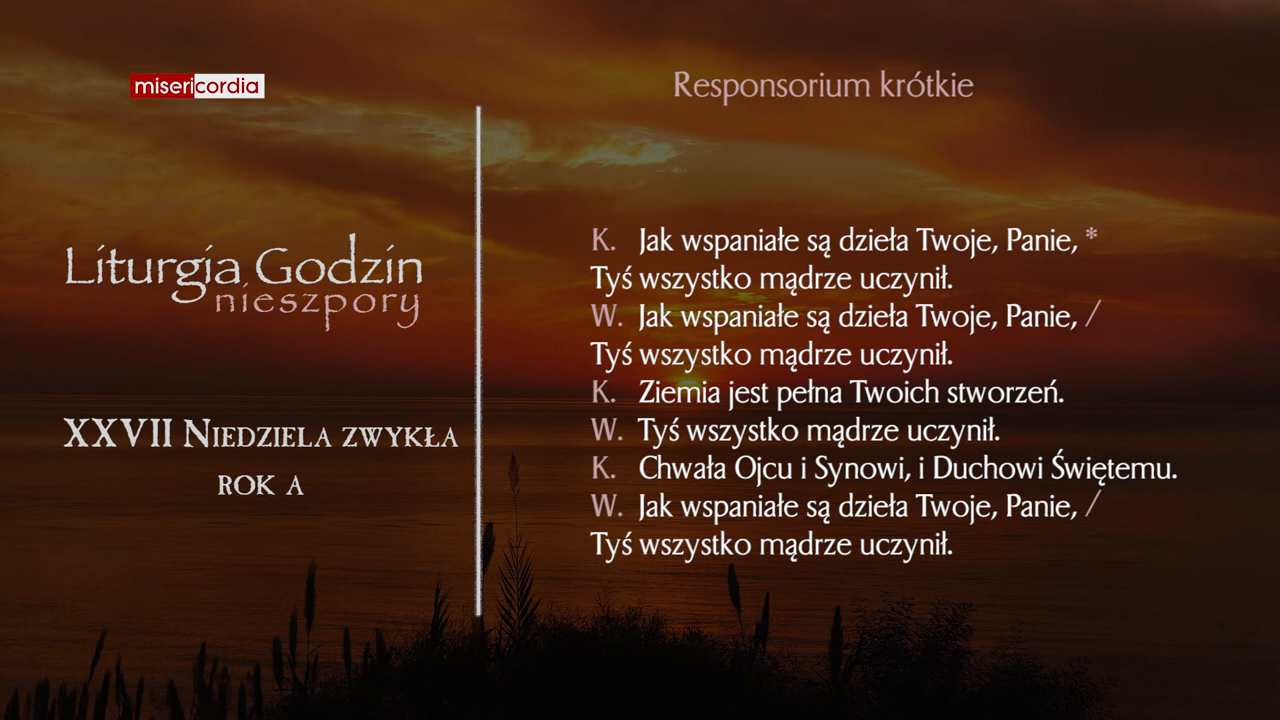 misericordia
Liturgia Godzin
nieszpory
XXVII Niedziela zwykła
rok A
Responsorium krótkie
K. Jak wspaniałe są dzieła Twoje, Panie, *
Tyś wszystko mądrze uczynił.
W. Jak wspaniałe są dzieła Twoje, Panie, /
Tyś wszystko mądrze uczynił.
K. Ziemia jest pełna Twoich stworzeń.
W. Tyś wszystko mądrze uczynił.
K. Chwała Ojcu i Synowi, i Duchowi Świętemu.
W. Jak wspaniałe są dzieła Twoje, Panie, /
Tyś wszystko mądrze uczynił.